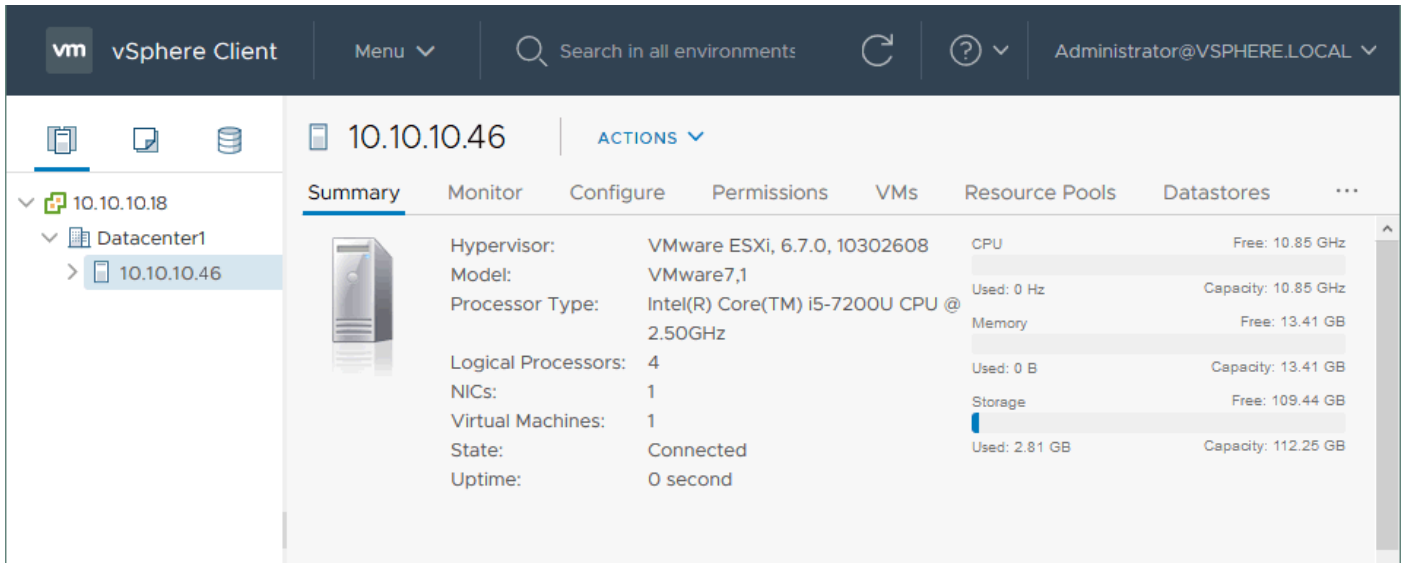 vm vSphere Client Menu Search in all environments Administrator@VSPHERE.LOCAL
10.10.10.18
Datacenter1
10.10.10.46
10.10.10.46 ACTIONS
Summary Monitor Configure Permissions VMs Resource Pools Datastores ...
Hypervisor: VMware ESXi, 6.7.0, 10302608
Model: VMware7,1
Processor Type: Intel(R) Core(TM) i5-7200U CPU @
2.50GHz
Logical Processors: 4
NICs: 1
Virtual Machines: 1
State: Connected
Uptime: 0 second
CPU Free: 10.85 GHz
Used: 0 Hz Capacity: 10.85 GHz
Memory Free: 13.41 GB
Used: 0 B Capacity: 13.41 GB
Storage Free: 109.44 GB
Used: 2.81 GB Capacity: 112.25 GB